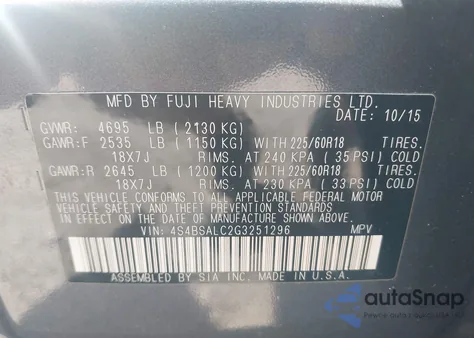 MFD BY FUJI HEAVY INDUSTRIES LTD.
DATE: 10/15
GVWR: 4695 LB (2130 KG)
GAWR:F 2535 LB (1150 KG) WITH 225/60R18 TIRES.
18X7J RIMS. AT 240 KPA (35 PSI) COLD
GAWR:R 2645 LB (1200 KG) WITH 225/60R18 TIRES.
18X7J RIMS. AT 230 KPA (33 PSI) COLD
THIS VEHICLE CONFORMS TO ALL APPLICABLE FEDERAL MOTOR
VEHICLE SAFETY AND THEFT PREVENTION STANDARDS IN
EFFECT ON THE DATE OF MANUFACTURE SHOWN ABOVE.
VIN: 4S4BSALC2G3251296 MPV
ASSEMBLED BY SIA INC. MADE IN U.S.A.
autoSnap